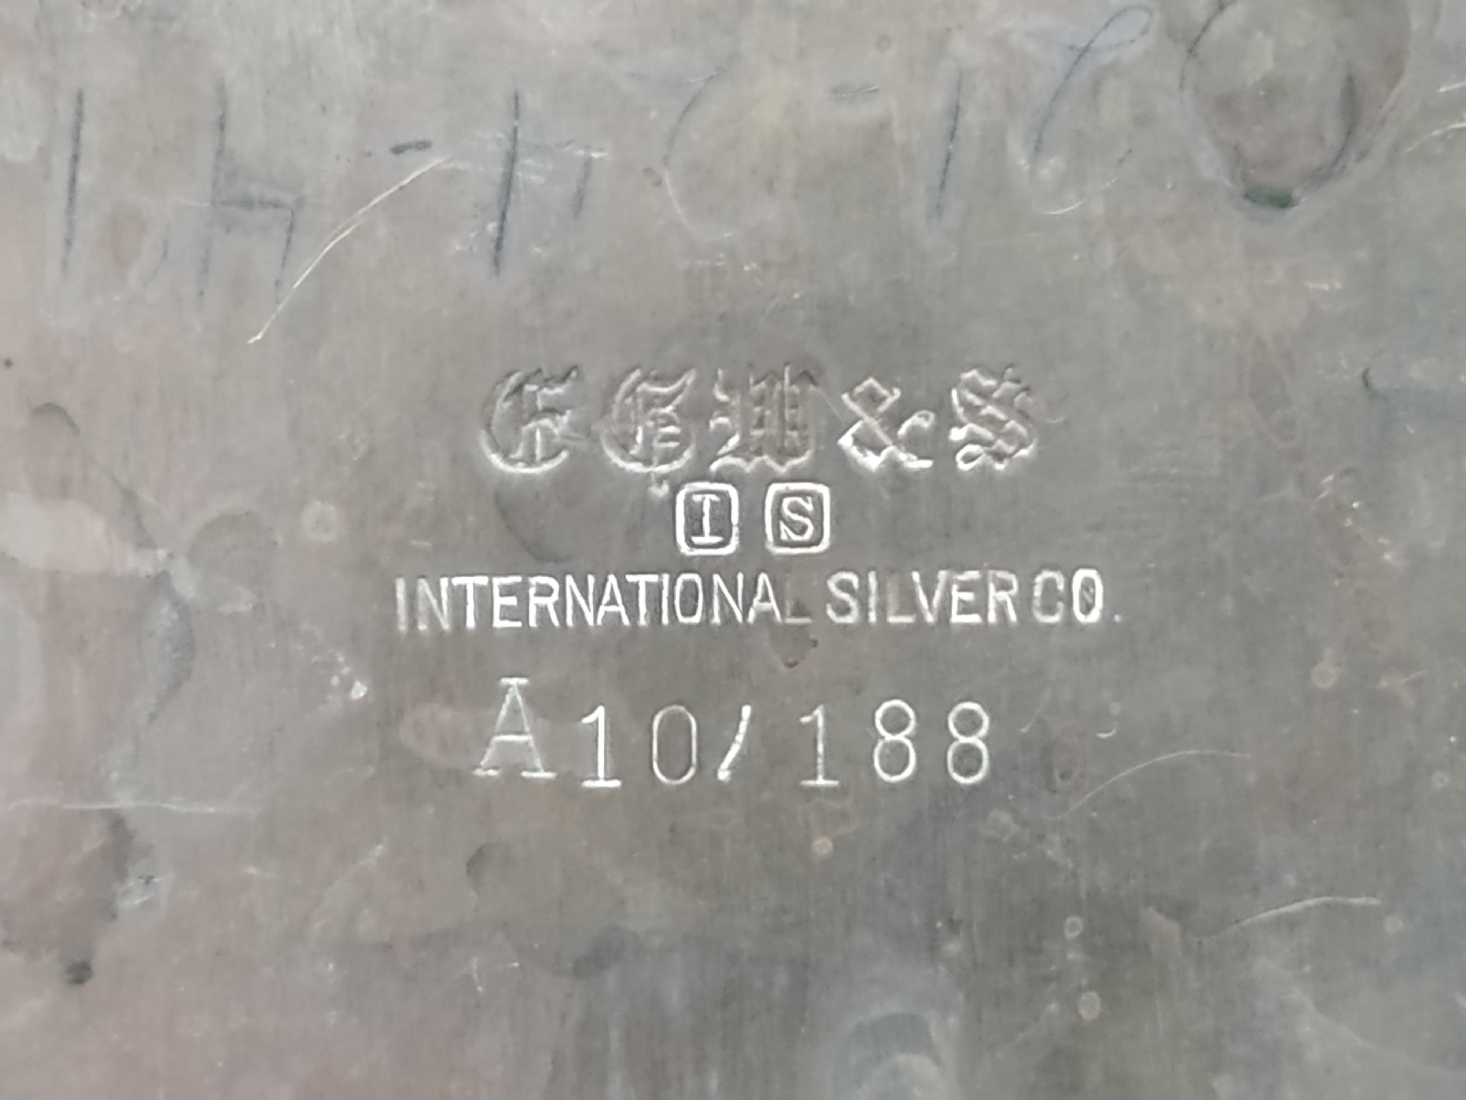 EGW&S
I S
INTERNATIONAL SILVER CO.
A10/188